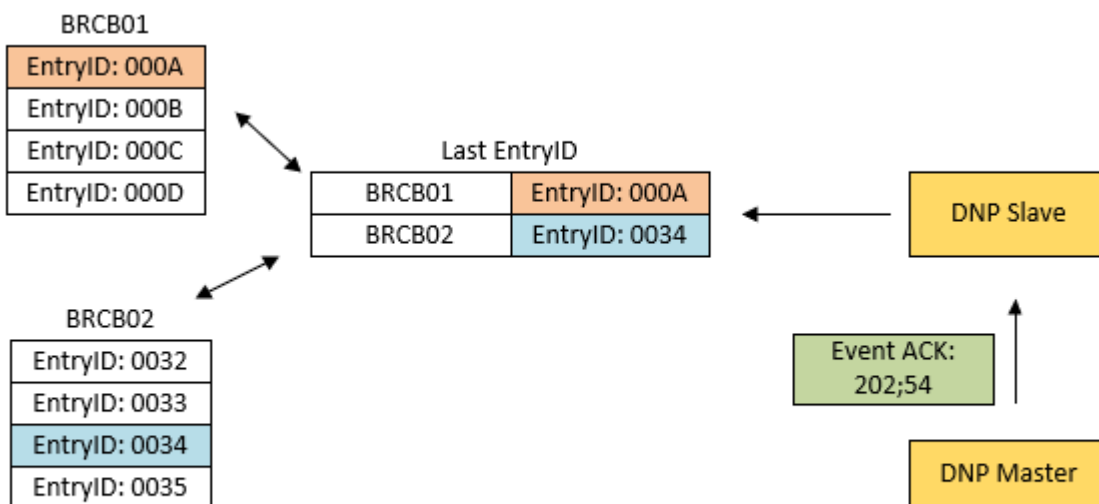 BRCB01
EntryID: 000A
EntryID: 000B
EntryID: 000C
EntryID: 000D
Last EntryID
BRCB01 EntryID: 000A
BRCB02 EntryID: 0034
DNP Slave
BRCB02
EntryID: 0032
EntryID: 0033
EntryID: 0034
EntryID: 0035
Event ACK:
202;54
DNP Master